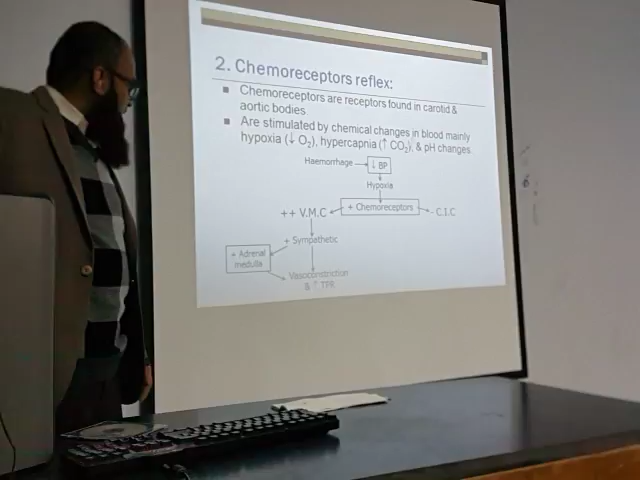 2. Chemoreceptors reflex:
▪ Chemoreceptors are receptors found in carotid &
aortic bodies
▪ Are stimulated by chemical changes in blood mainly
hypoxia (↓ O₂), hypercapnia (↑ CO₂), & pH changes
Haemorrhage → ↓ BP
Hypoxia
++ V.M.C ← + Chemoreceptors → - C.I.C
+ Sympathetic
+ Adrenal
medulla
Vasoconstriction
& ↑ TPR